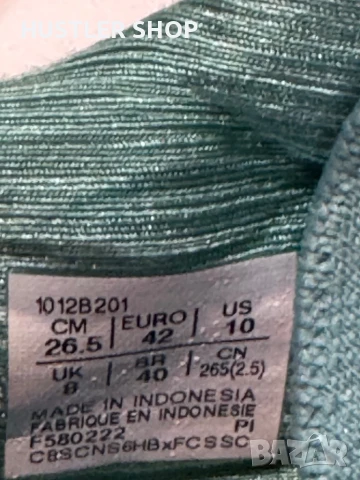 HUSTLER SHOP
1012B201
CM EURO US
26.5 42 10
UK BR CN
8 40 265(2.5)
MADE IN INDONESIA
FABRIQUE EN INDONESIE
F580222 PI
CBSCNS6HBxFCSSC
BAZAR